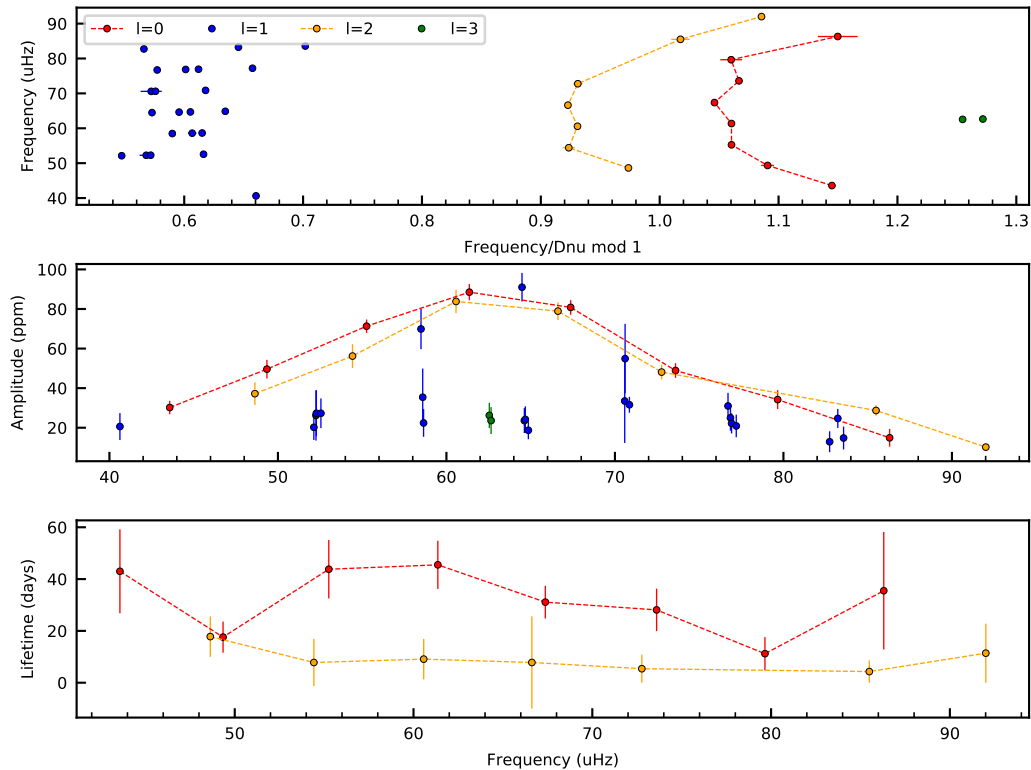 l=0 l=1 l=2 l=3
90
80
70
60
50
40
Frequency (uHz)
0.6 0.7 0.8 0.9 1.0 1.1 1.2 1.3
Frequency/Dnu mod 1
100
80
60
40
20
Amplitude (ppm)
40 50 60 70 80 90
60
40
20
0
Lifetime (days)
50 60 70 80 90
Frequency (uHz)